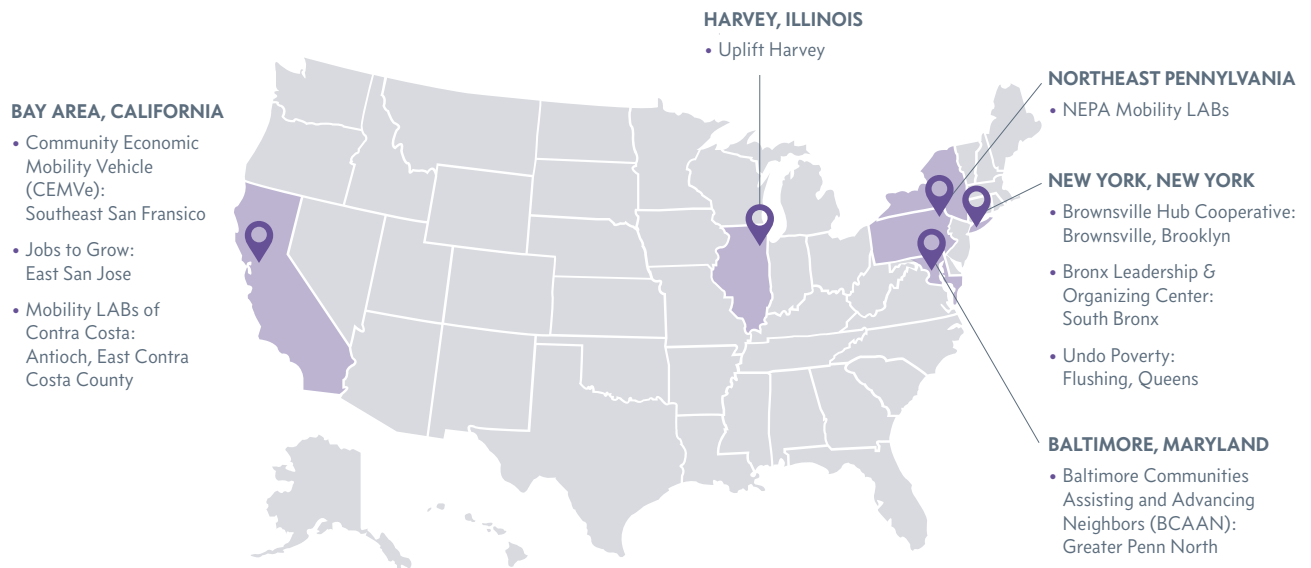 HARVEY, ILLINOIS
• Uplift Harvey
NORTHEAST PENNYLVANIA
• NEPA Mobility LABs
BAY AREA, CALIFORNIA
• Community Economic
Mobility Vehicle
(CEMVe):
Southeast San Fransico
• Jobs to Grow:
East San Jose
• Mobility LABs of
Contra Costa:
Antioch, East Contra
Costa County
NEW YORK, NEW YORK
• Brownsville Hub Cooperative:
Brownsville, Brooklyn
• Bronx Leadership &
Organizing Center:
South Bronx
• Undo Poverty:
Flushing, Queens
BALTIMORE, MARYLAND
• Baltimore Communities
Assisting and Advancing
Neighbors (BCAAN):
Greater Penn North